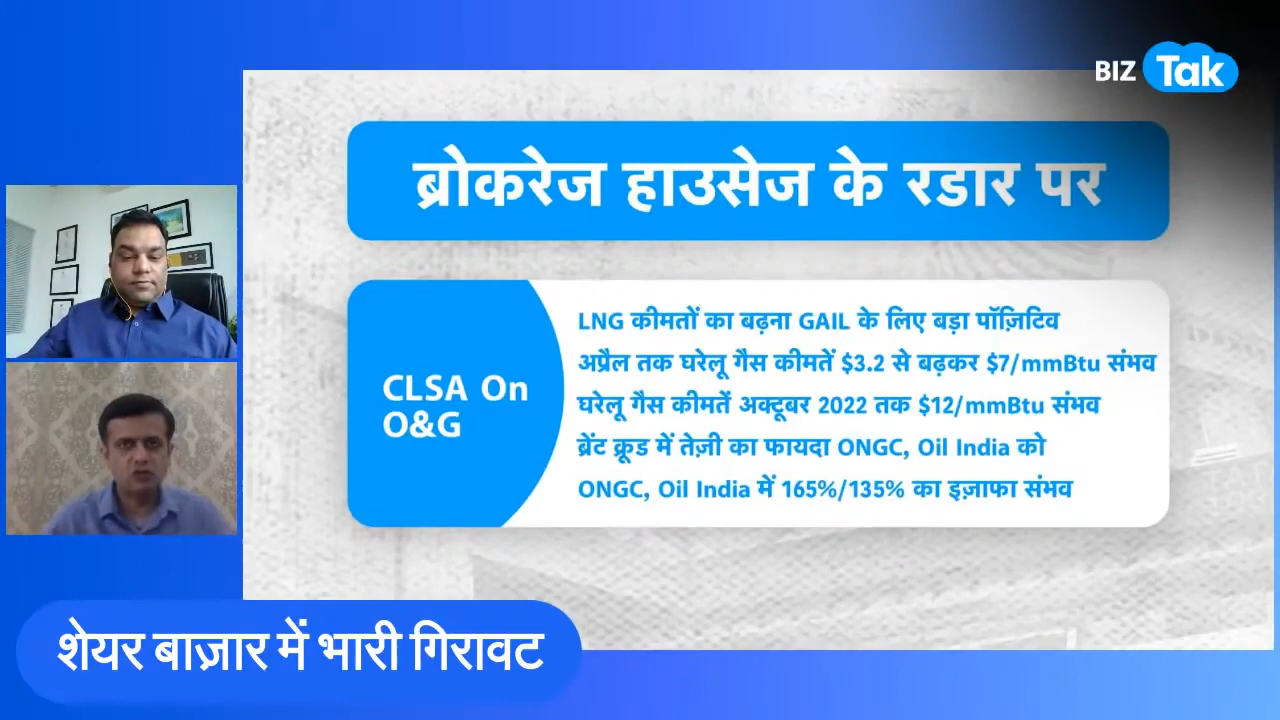 BIZ Tak
ब्रोकरेज हाउसेज के रडार पर
CLSA On
O&G
LNG कीमतों का बढ़ना GAIL के लिए बड़ा पॉज़िटिव
अप्रैल तक घरेलू गैस कीमतें $3.2 से बढ़कर $7/mmBtu संभव
घरेलू गैस कीमतें अक्टूबर 2022 तक $12/mmBtu संभव
ब्रेंट क्रूड में तेज़ी का फायदा ONGC, Oil India को
ONGC, Oil India में 165%/135% का इज़ाफा संभव
शेयर बाज़ार में भारी गिरावट